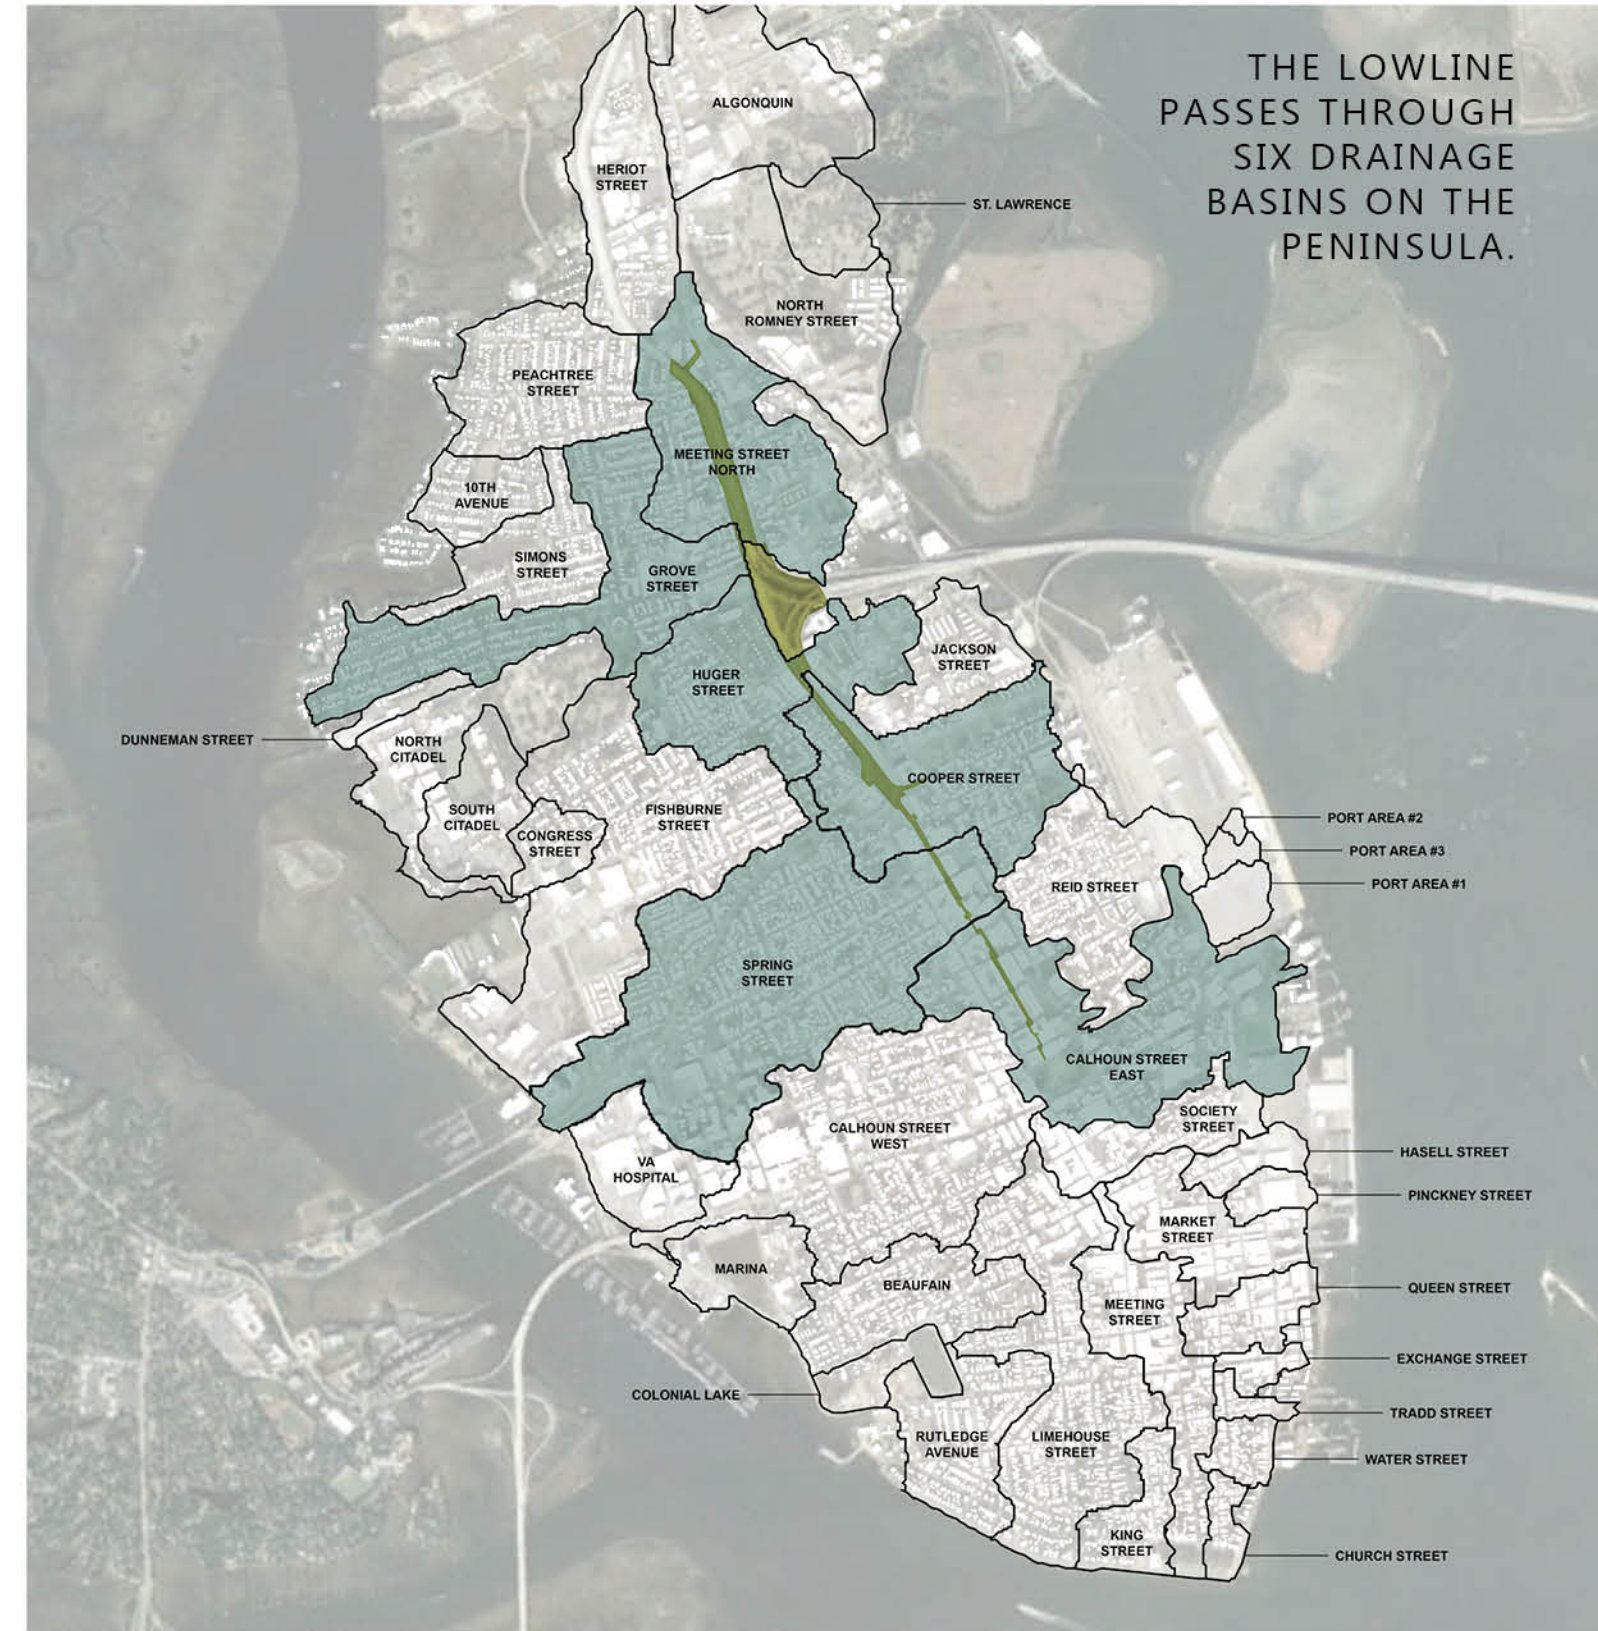 THE LOWLINE
PASSES THROUGH
SIX DRAINAGE
BASINS ON THE
PENINSULA.
ALGONQUIN
HERIOT
STREET
ST. LAWRENCE
NORTH
ROMNEY STREET
PEACHTREE
STREET
MEETING STREET
NORTH
10TH
AVENUE
SIMONS
STREET
GROVE
STREET
JACKSON
STREET
HUGER
STREET
DUNNEMAN STREET
NORTH
CITADEL
COOPER STREET
SOUTH
CITADEL
FISHBURNE
STREET
CONGRESS
STREET
PORT AREA #2
PORT AREA #3
PORT AREA #1
REID STREET
SPRING
STREET
CALHOUN STREET
EAST
SOCIETY
STREET
CALHOUN STREET
WEST
HASELL STREET
VA
HOSPITAL
PINCKNEY STREET
MARKET
STREET
MARINA
BEAUFAIN
QUEEN STREET
MEETING
STREET
EXCHANGE STREET
COLONIAL LAKE
TRADD STREET
RUTLEDGE
AVENUE
LIMEHOUSE
STREET
WATER STREET
KING
STREET
CHURCH STREET